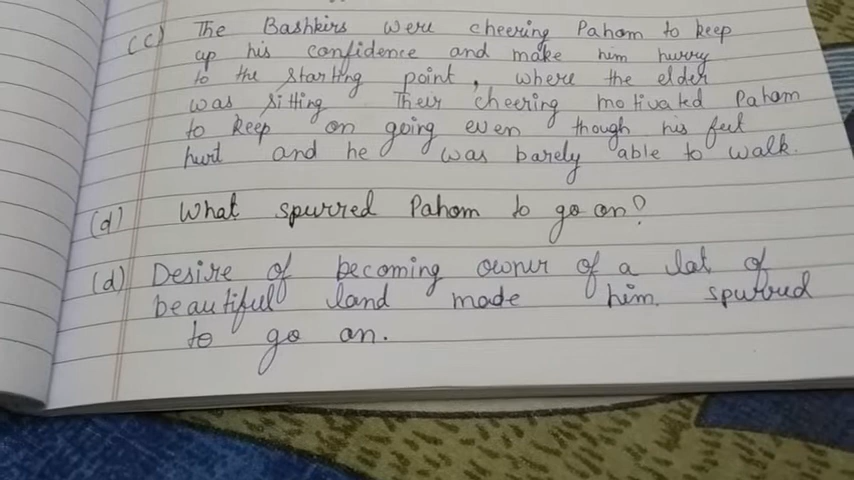 (c) The Bashkirs were cheering Pahom to keep
up his confidence and make him hurry
to the starting point, where the elder
was sitting Their cheering motivated Pahom
to keep on going even though his feet
hurt and he was barely able to walk.
(d) What spurred Pahom to go on?
(d) Desire of becoming owner of a lot of
beautiful land made him spurred
to go on.